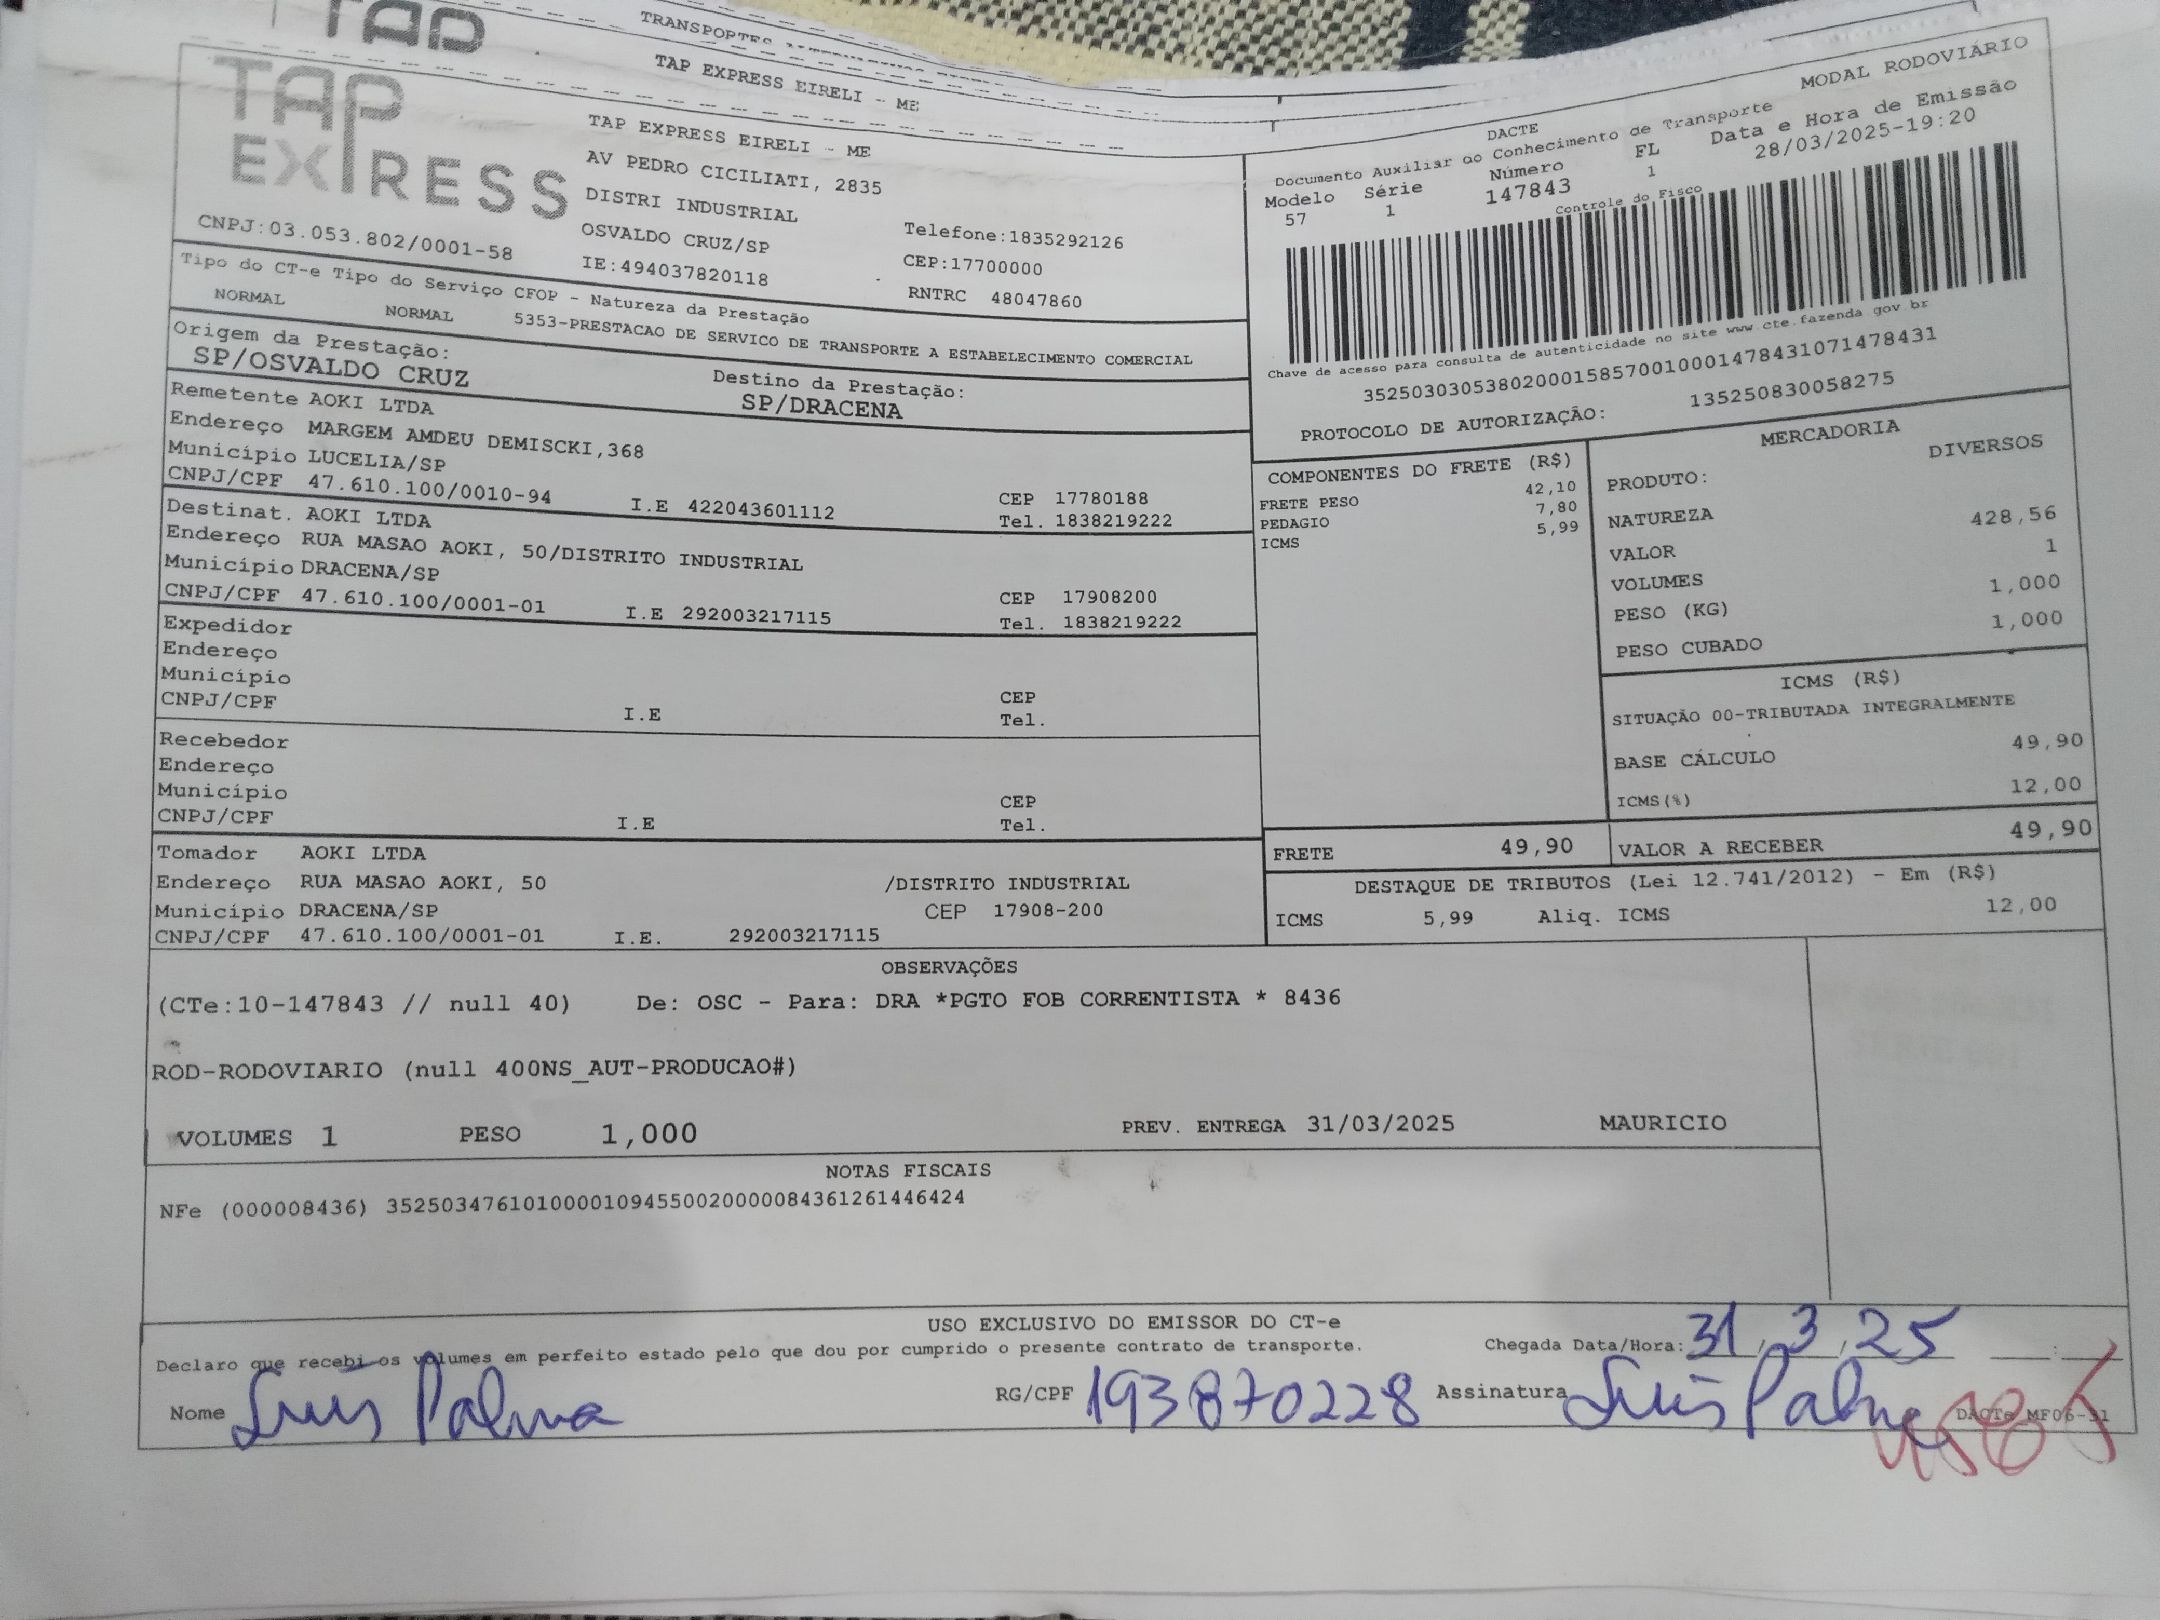 TAP
TRANSPORTES
TAP EXPRESS EIRELI - ME
TAP
EXPRESS
CNPJ:03.053.802/0001-58
TAP EXPRESS EIRELI - ME
AV PEDRO CICILIATI, 2835
DISTRI INDUSTRIAL
OSVALDO CRUZ/SP
IE:494037820118
Telefone:1835292126
CEP:17700000
RNTRC 48047860
DACTE
MODAL RODOVIÁRIO
Documento Auxiliar ao Conhecimento de Transporte
Modelo Série Número FL Data e Hora de Emissão
57 1 147843 1 28/03/2025-19:20
Controle do Fisco
Chave de acesso para consulta de autenticidade no site www.cte.fazenda.gov.br
35250303053802000158570010001478431071478431
PROTOCOLO DE AUTORIZAÇÃO: 135250830058275
Tipo do CT-e Tipo do Serviço CFOP - Natureza da Prestação
NORMAL NORMAL 5353-PRESTACAO DE SERVICO DE TRANSPORTE A ESTABELECIMENTO COMERCIAL
Origem da Prestação:
SP/OSVALDO CRUZ
Destino da Prestação:
SP/DRACENA
Remetente AOKI LTDA
Endereço MARGEM AMDEU DEMISCKI,368
Município LUCELIA/SP
CEP 17780188
CNPJ/CPF 47.610.100/0010-94 I.E 422043601112 Tel. 1838219222
Destinat. AOKI LTDA
Endereço RUA MASAO AOKI, 50/DISTRITO INDUSTRIAL
Município DRACENA/SP
CEP 17908200
CNPJ/CPF 47.610.100/0001-01 I.E 292003217115 Tel. 1838219222
Expedidor
Endereço
Município
CEP
CNPJ/CPF I.E Tel.
Recebedor
Endereço
Município
CEP
CNPJ/CPF I.E Tel.
Tomador AOKI LTDA
Endereço RUA MASAO AOKI, 50 /DISTRITO INDUSTRIAL
Município DRACENA/SP CEP 17908-200
CNPJ/CPF 47.610.100/0001-01 I.E. 292003217115
COMPONENTES DO FRETE (R$)
FRETE PESO 42,10
PEDAGIO 7,80
ICMS 5,99
MERCADORIA
PRODUTO: DIVERSOS
NATUREZA
VALOR 428,56
VOLUMES 1
PESO (KG) 1,000
PESO CUBADO 1,000
ICMS (R$)
SITUAÇÃO 00-TRIBUTADA INTEGRALMENTE
BASE CÁLCULO 49,90
ICMS(%) 12,00
FRETE 49,90 VALOR A RECEBER 49,90
DESTAQUE DE TRIBUTOS (Lei 12.741/2012) - Em (R$)
ICMS 5,99 Aliq. ICMS 12,00
OBSERVAÇÕES
(CTe:10-147843 // null 40) De: OSC - Para: DRA *PGTO FOB CORRENTISTA * 8436
ROD-RODOVIARIO (null 400NS_AUT-PRODUCAO#)
VOLUMES 1 PESO 1,000 PREV. ENTREGA 31/03/2025 MAURICIO
NOTAS FISCAIS
NFe (000008436) 35250347610100001094550020000084361261446424
USO EXCLUSIVO DO EMISSOR DO CT-e
Declaro que recebi os volumes em perfeito estado pelo que dou por cumprido o presente contrato de transporte. Chegada Data/Hora: 31/3/25
Nome Luís Palma RG/CPF 193870228 Assinatura Luís Palma
DACTe MF06-31